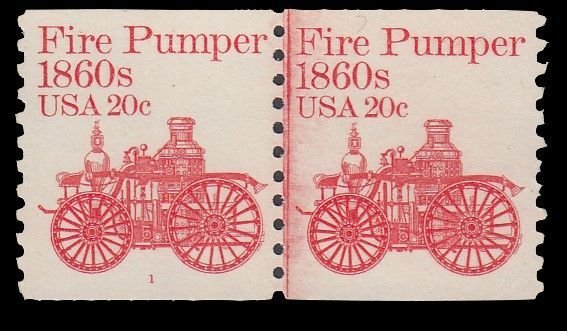 Fire Pumper
1860s
USA 20c
1
Fire Pumper
1860s
USA 20c